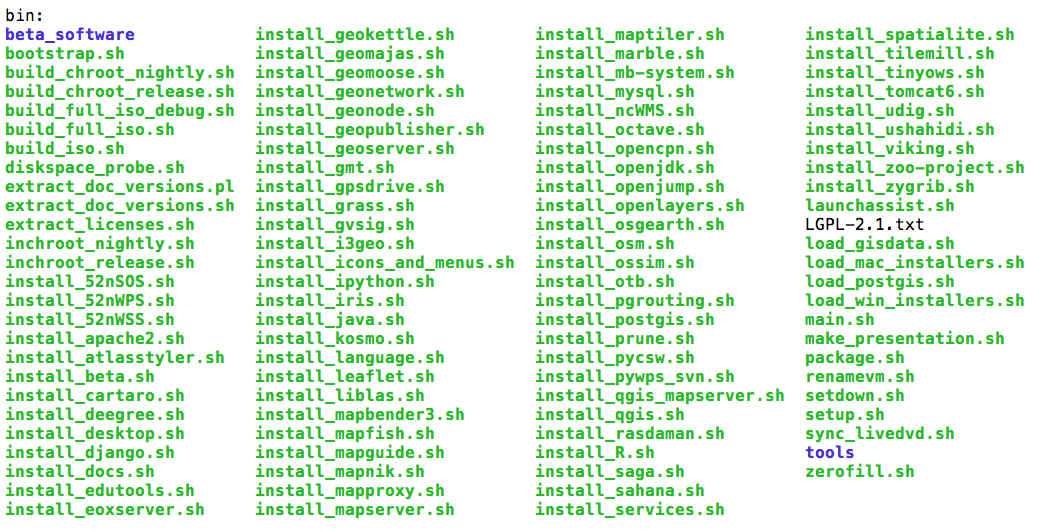 bin:
beta_software install_geokettle.sh install_maptiler.sh install_spatialite.sh
bootstrap.sh install_geomajas.sh install_marble.sh install_tilemill.sh
build_chroot_nightly.sh install_geomoose.sh install_mb-system.sh install_tinyows.sh
build_chroot_release.sh install_geonetwork.sh install_mysql.sh install_tomcat6.sh
build_full_iso_debug.sh install_geonode.sh install_ncWMS.sh install_udig.sh
build_full_iso.sh install_geopublisher.sh install_octave.sh install_ushahidi.sh
build_iso.sh install_geoserver.sh install_opencpn.sh install_viking.sh
diskspace_probe.sh install_gmt.sh install_openjdk.sh install_zoo-project.sh
extract_doc_versions.pl install_gpsdrive.sh install_openjump.sh install_zygrib.sh
extract_doc_versions.sh install_grass.sh install_openlayers.sh launchassist.sh
extract_licenses.sh install_gvsig.sh install_osgearth.sh LGPL-2.1.txt
inchroot_nightly.sh install_i3geo.sh install_osm.sh load_gisdata.sh
inchroot_release.sh install_icons_and_menus.sh install_ossim.sh load_mac_installers.sh
install_52nSOS.sh install_ipython.sh install_otb.sh load_postgis.sh
install_52nWPS.sh install_iris.sh install_pgrouting.sh load_win_installers.sh
install_52nWSS.sh install_java.sh install_postgis.sh main.sh
install_apache2.sh install_kosmo.sh install_prune.sh make_presentation.sh
install_atlasstyler.sh install_language.sh install_pycsw.sh package.sh
install_beta.sh install_leaflet.sh install_pywps_svn.sh renamevm.sh
install_cartaro.sh install_liblas.sh install_qgis_mapserver.sh setdown.sh
install_deegree.sh install_mapbender3.sh install_qgis.sh setup.sh
install_desktop.sh install_mapfish.sh install_rasdaman.sh sync_livedvd.sh
install_django.sh install_mapguide.sh install_R.sh tools
install_docs.sh install_mapnik.sh install_saga.sh zerofill.sh
install_edutools.sh install_mapproxy.sh install_sahana.sh
install_eoxserver.sh install_mapserver.sh install_services.sh